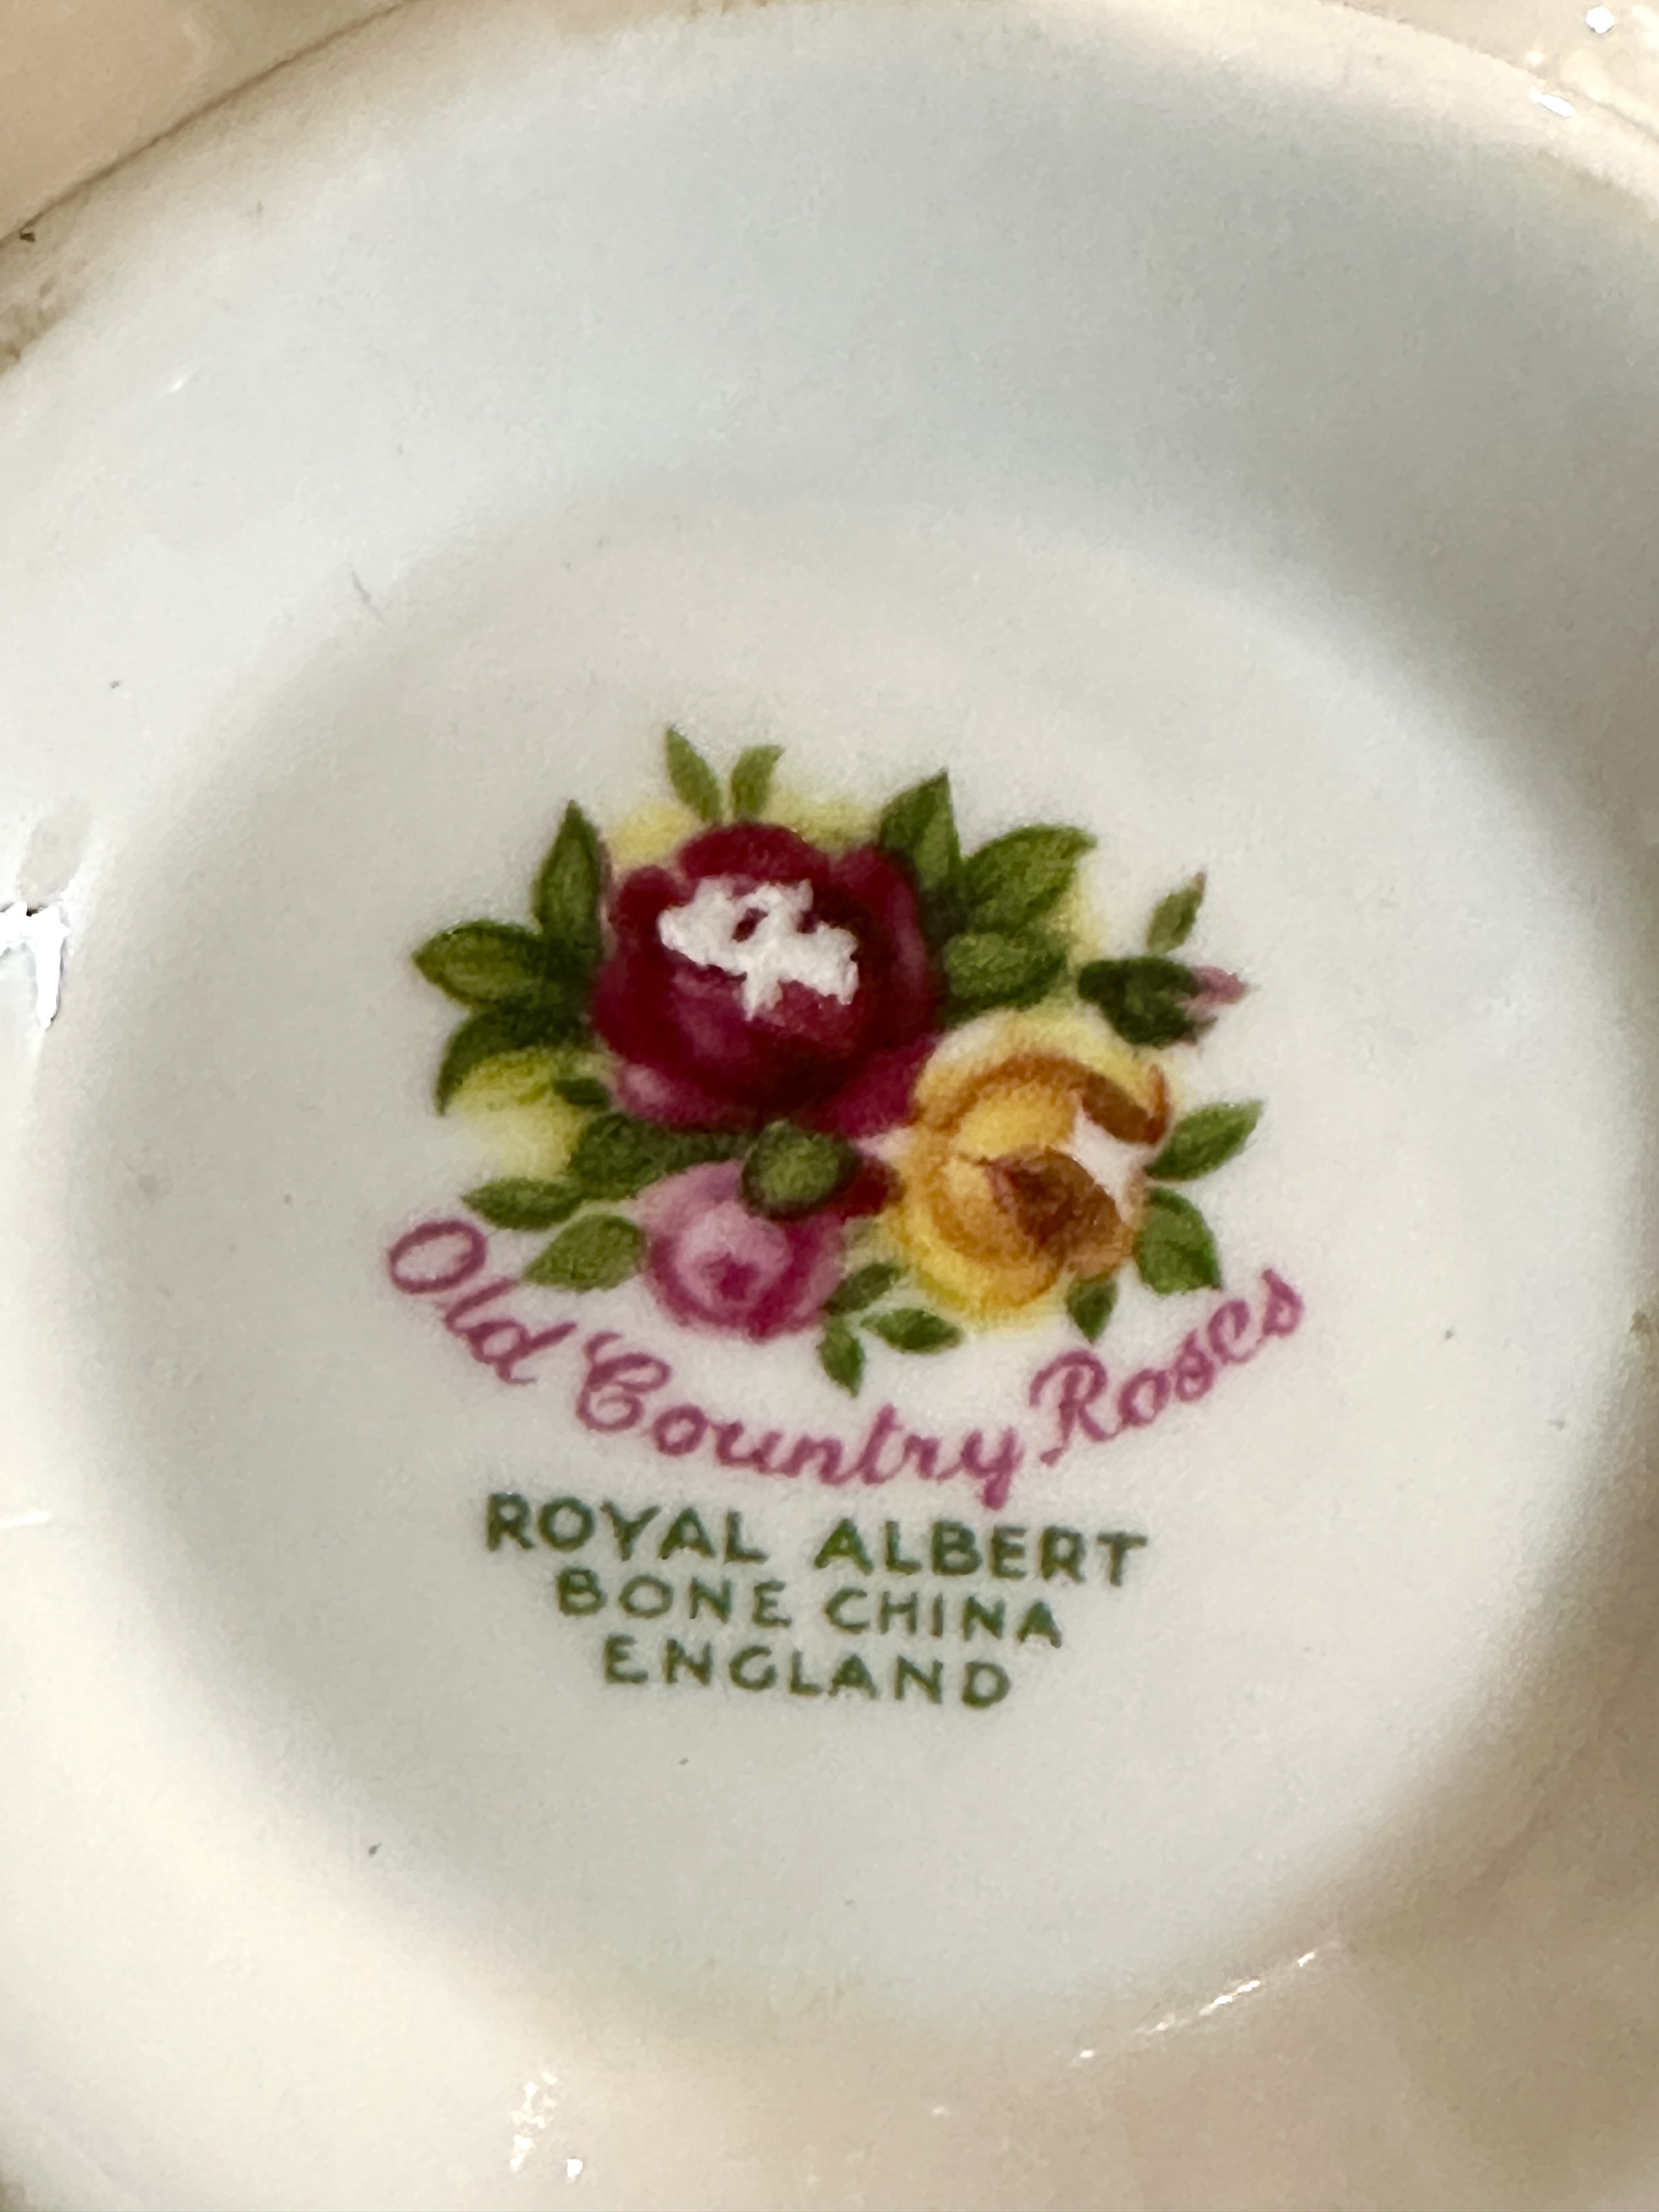 Old Country Roses
ROYAL ALBERT
BONE CHINA
ENGLAND